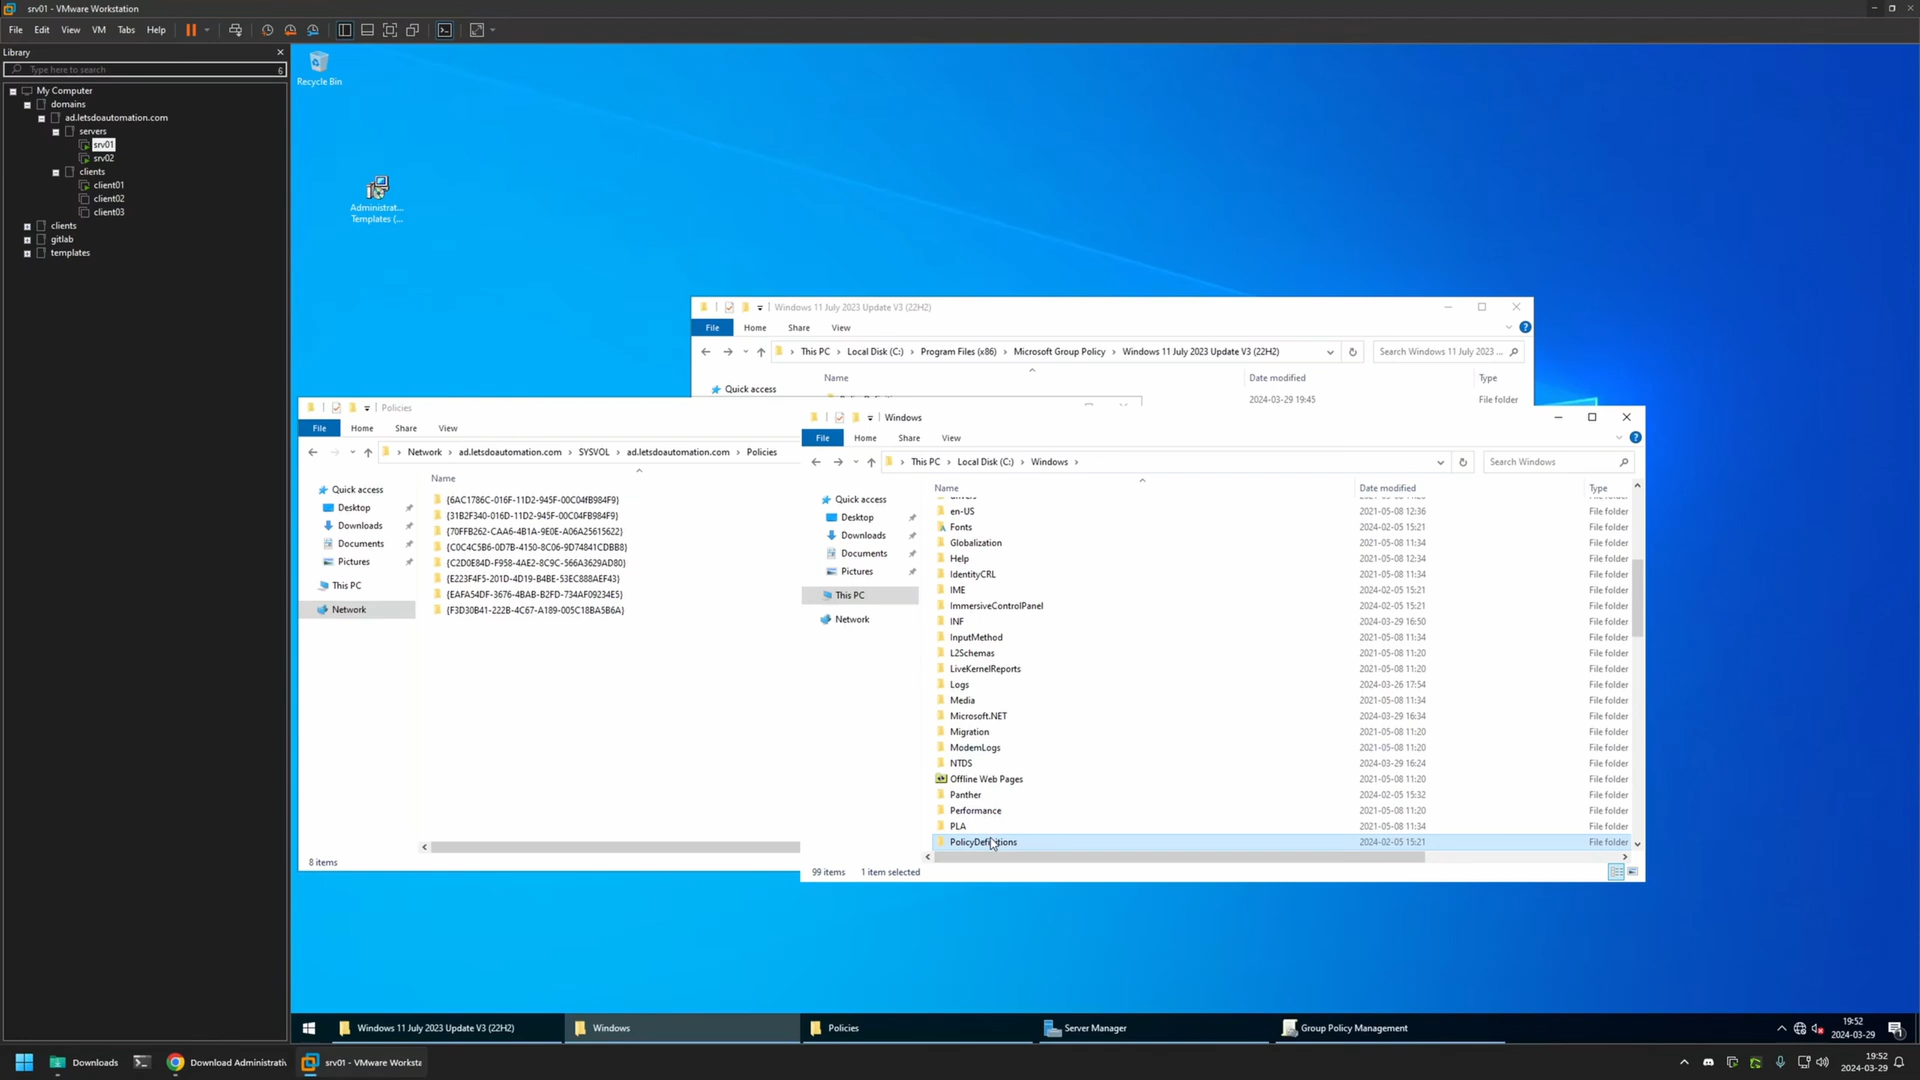 srv01 - VMware Workstation
File Edit View VM Tabs Help
Library
Type here to search
My Computer
domains
ad.letsdoautomation.com
servers
srv01
srv02
clients
client01
client02
client03
clients
gitlab
templates
Recycle Bin
Administrat...
Templates (...
Windows 11 July 2023 Update V3 (22H2)
File Home Share View
This PC Local Disk (C:) Program Files (x86) Microsoft Group Policy Windows 11 July 2023 Update V3 (22H2)
Search Windows 11 July 2023 ...
Name Date modified Type
Quick access
2024-03-29 19:45 File folder
Policies
File Home Share View
Network ad.letsdoautomation.com SYSVOL ad.letsdoautomation.com Policies
Name
Quick access
Desktop
Downloads
Documents
Pictures
This PC
Network
{6AC1786C-016F-11D2-945F-00C04fB984F9}
{31B2F340-016D-11D2-945F-00C04FB984F9}
{70FFB262-CAA6-4B1A-9E0E-A06A25615622}
{C0C4C5B6-0D7B-4150-8C06-9D74841CDBB8}
{C2D0E84D-F958-4AE2-8C9C-566A3629AD80}
{E223F4F5-201D-4D19-B4BE-53EC888AEF43}
{EAFA54DF-3676-4BAB-B2FD-734AF09234E5}
{F3D30B41-222B-4C67-A189-005C18BA5B6A}
8 items
Windows
File Home Share View
This PC Local Disk (C:) Windows
Search Windows
Name Date modified Type
Quick access
Desktop
Downloads
Documents
Pictures
This PC
Network
en-US 2021-05-08 12:36 File folder
Fonts 2024-02-05 15:21 File folder
Globalization 2021-05-08 11:34 File folder
Help 2021-05-08 12:34 File folder
IdentityCRL 2021-05-08 11:34 File folder
IME 2024-02-05 15:21 File folder
ImmersiveControlPanel 2024-02-05 15:21 File folder
INF 2024-03-29 16:50 File folder
InputMethod 2021-05-08 11:34 File folder
L2Schemas 2021-05-08 11:20 File folder
LiveKernelReports 2021-05-08 11:20 File folder
Logs 2024-03-26 17:54 File folder
Media 2021-05-08 11:34 File folder
Microsoft.NET 2024-03-29 16:34 File folder
Migration 2021-05-08 11:20 File folder
ModemLogs 2021-05-08 11:20 File folder
NTDS 2024-03-29 16:24 File folder
Offline Web Pages 2021-05-08 11:20 File folder
Panther 2024-02-05 15:32 File folder
Performance 2021-05-08 11:20 File folder
PLA 2021-05-08 11:34 File folder
PolicyDefinitions 2024-02-05 15:21 File folder
99 items 1 item selected
Windows 11 July 2023 Update V3 (22H2)
Windows
Policies
Server Manager
Group Policy Management
19:52
2024-03-29
Downloads
Download Administrati
srv01 - VMware Worksta
19:52
2024-03-29